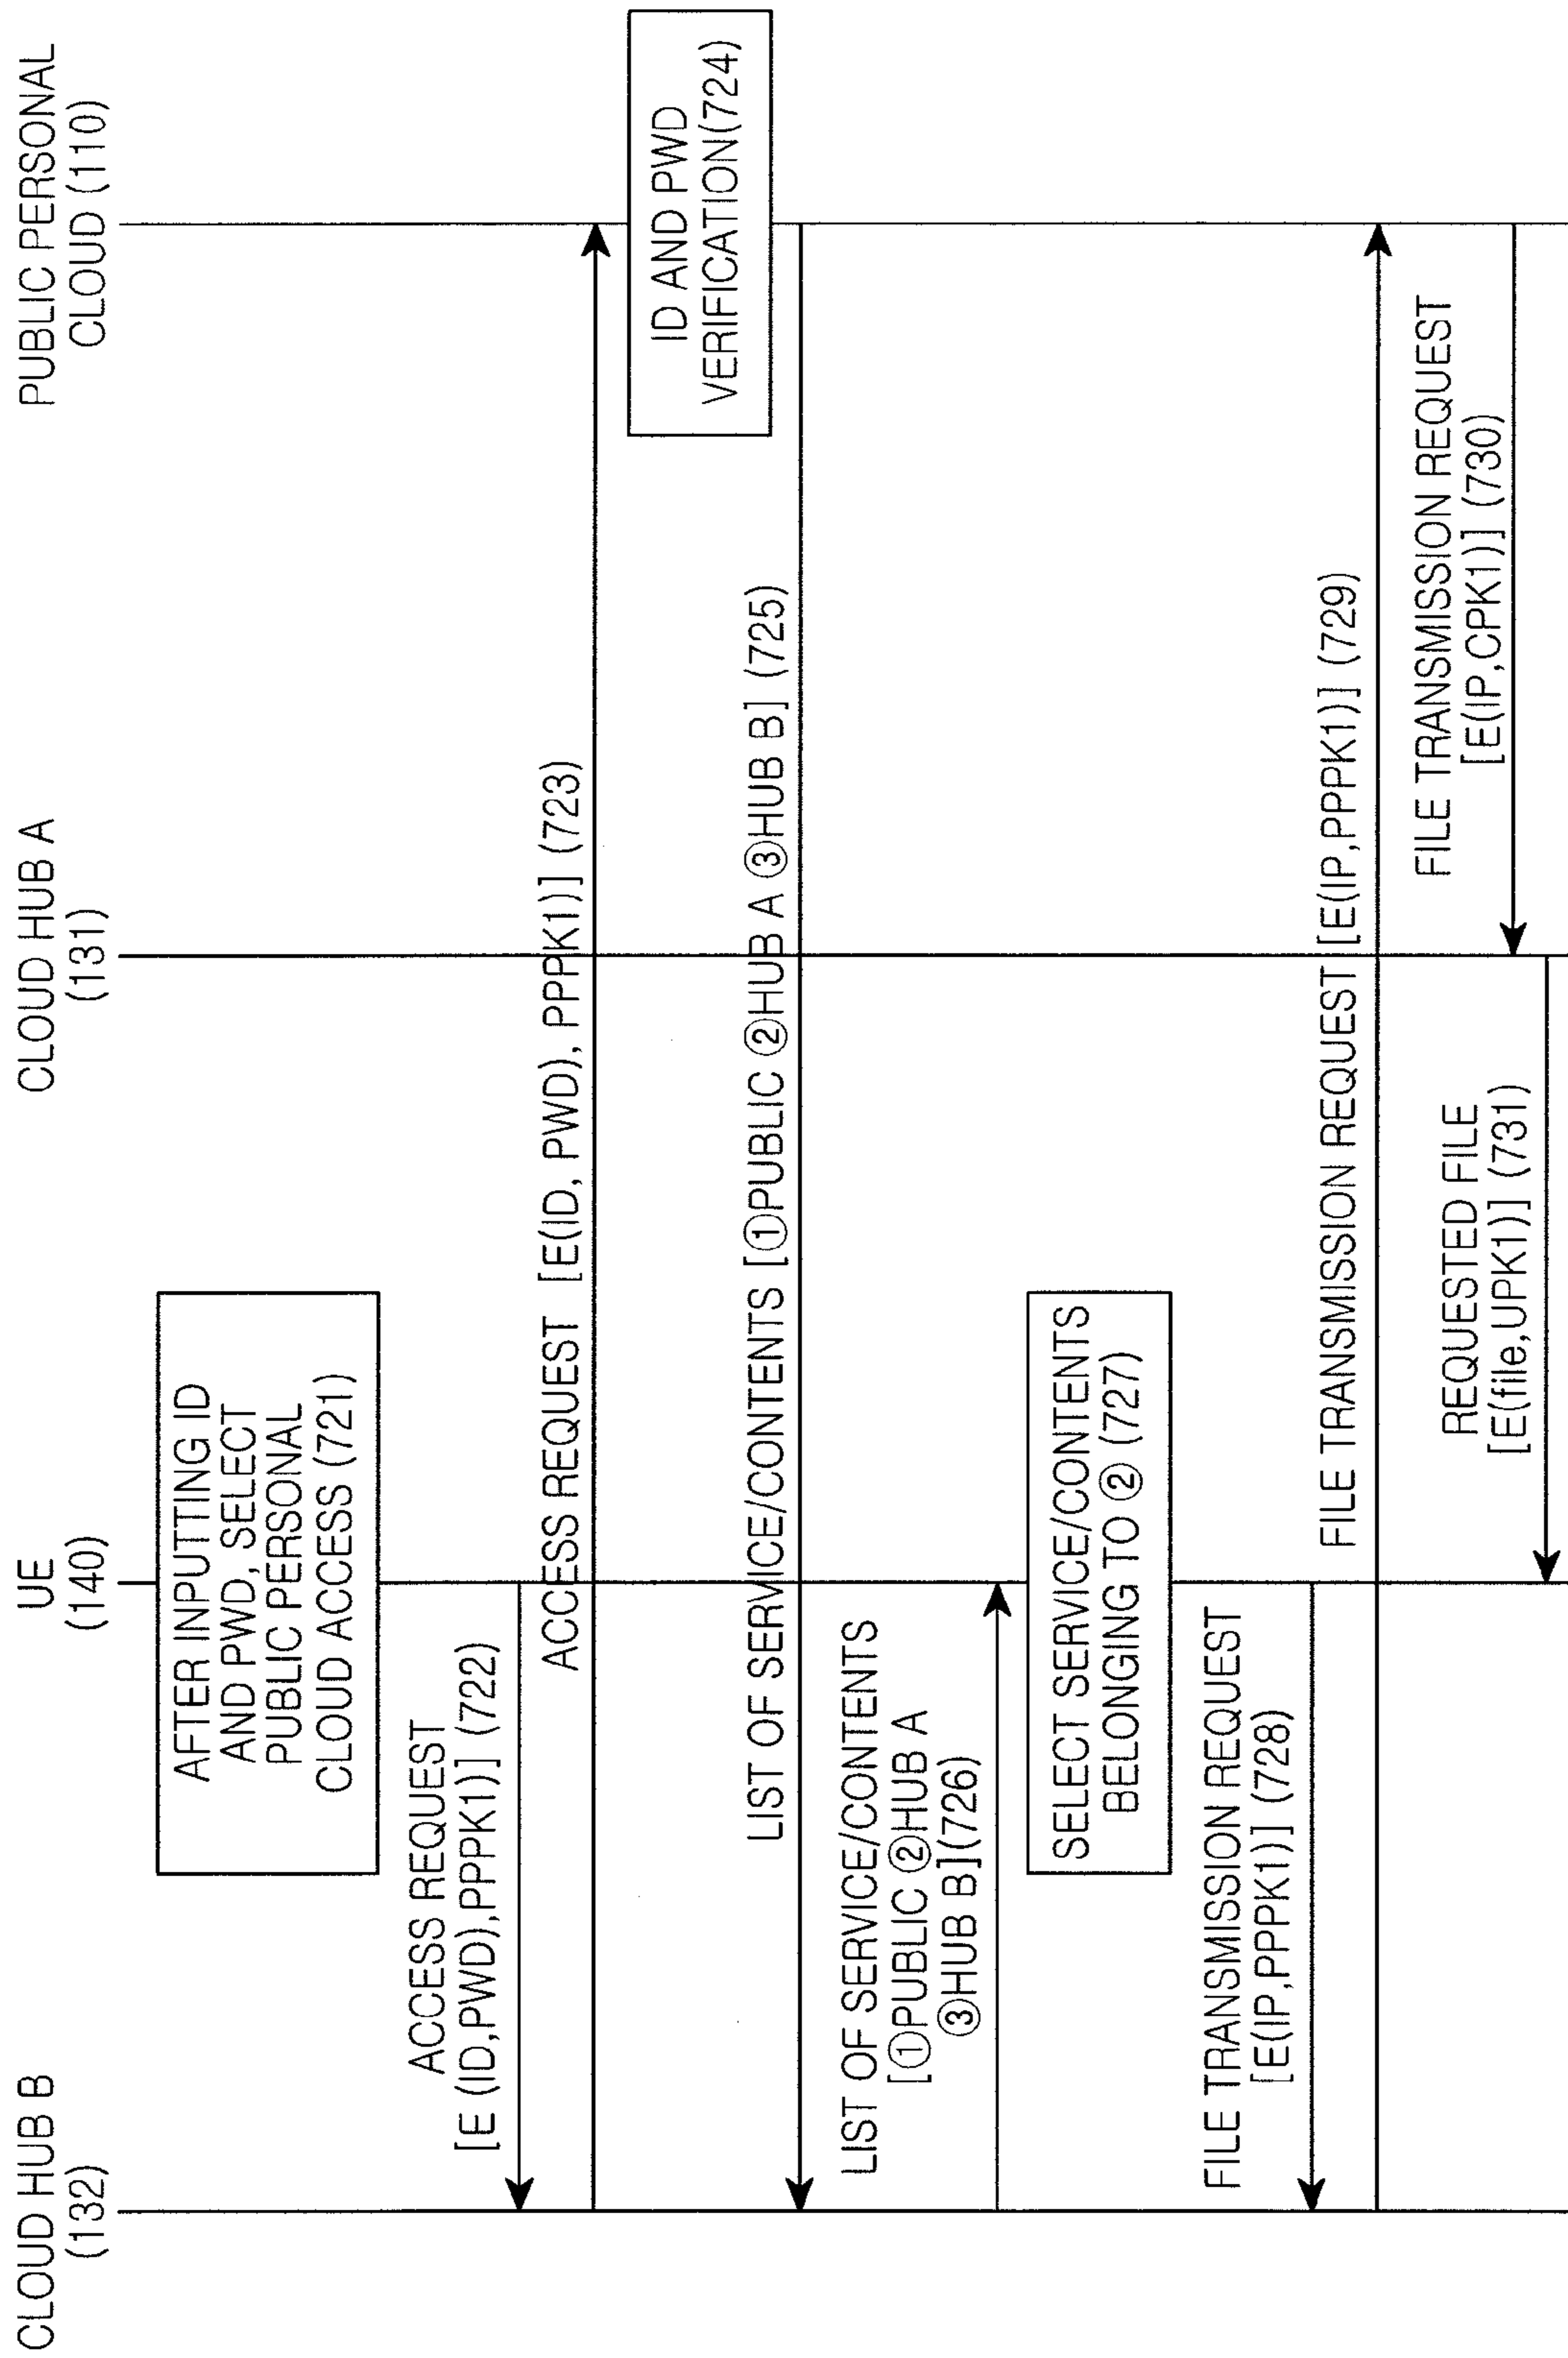 CLOUD HUB B
(132)
UE
(140)
CLOUD HUB A
(131)
PUBLIC PERSONAL
CLOUD (110)
AFTER INPUTTING ID
AND PWD, SELECT
PUBLIC PERSONAL
CLOUD ACCESS (721)
ACCESS REQUEST
[E (ID,PWD),PPPK1)] (722)
ACCESS REQUEST [E(ID, PWD), PPPK1)] (723)
ID AND PWD
VERIFICATION(724)
LIST OF SERVICE/CONTENTS [①PUBLIC ②HUB A ③HUB B] (725)
LIST OF SERVICE/CONTENTS
[①PUBLIC ②HUB A
③HUB B](726)
SELECT SERVICE/CONTENTS
BELONGING TO ② (727)
FILE TRANSMISSION REQUEST
[E(IP,PPPK1)] (728)
FILE TRANSMISSION REQUEST [E(IP,PPPK1)] (729)
FILE TRANSMISSION REQUEST
[E(IP,CPK1)] (730)
REQUESTED FILE
[E(file,UPK1)] (731)